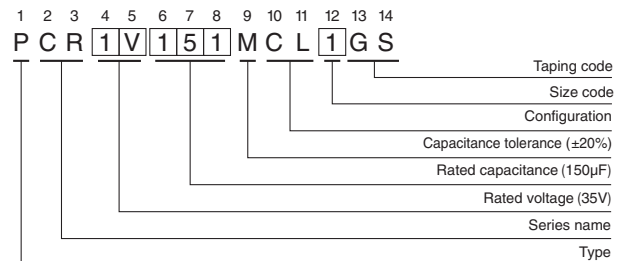 1 2 3 4 5 6 7 8 9 10 11 12 13 14
P C R 1 V 1 5 1 M C L 1 G S
Taping code
Size code
Configuration
Capacitance tolerance (±20%)
Rated capacitance (150µF)
Rated voltage (35V)
Series name
Type